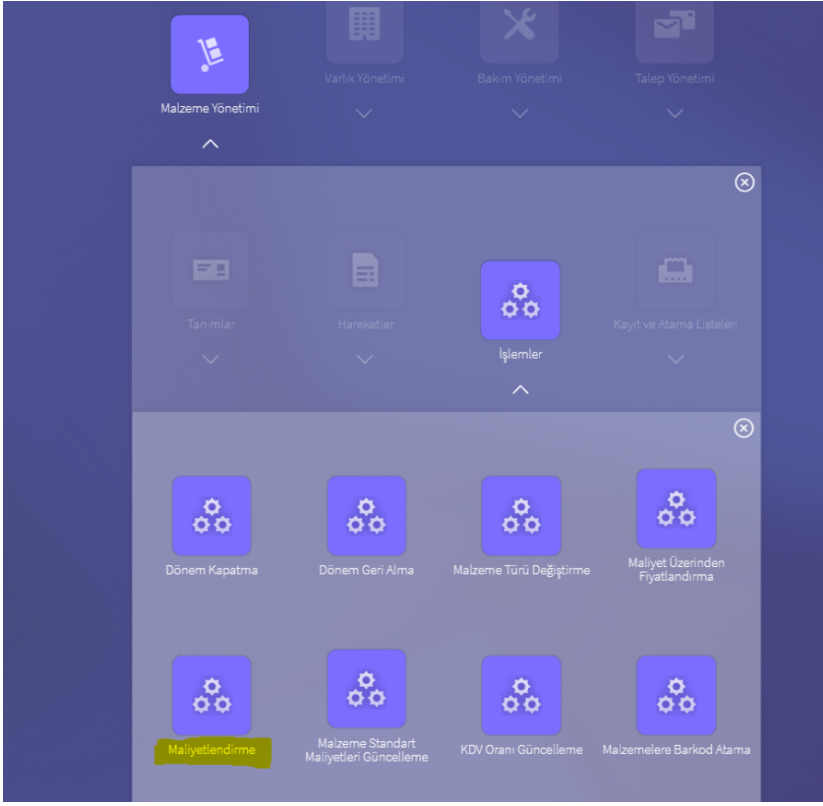 Varlık Yönetimi
Bakım Yönetimi
Talep Yönetimi
Malzeme Yönetimi
Tanımlar
Hareketler
Kayıt ve Atama Listeleri
İşlemler
Dönem Kapatma
Dönem Geri Alma
Malzeme Türü Değiştirme
Maliyet Üzerinden
Fiyatlandırma
Maliyetlendirme
Malzeme Standart
Maliyetleri Güncelleme
KDV Oranı Güncelleme
Malzemelere Barkod Atama